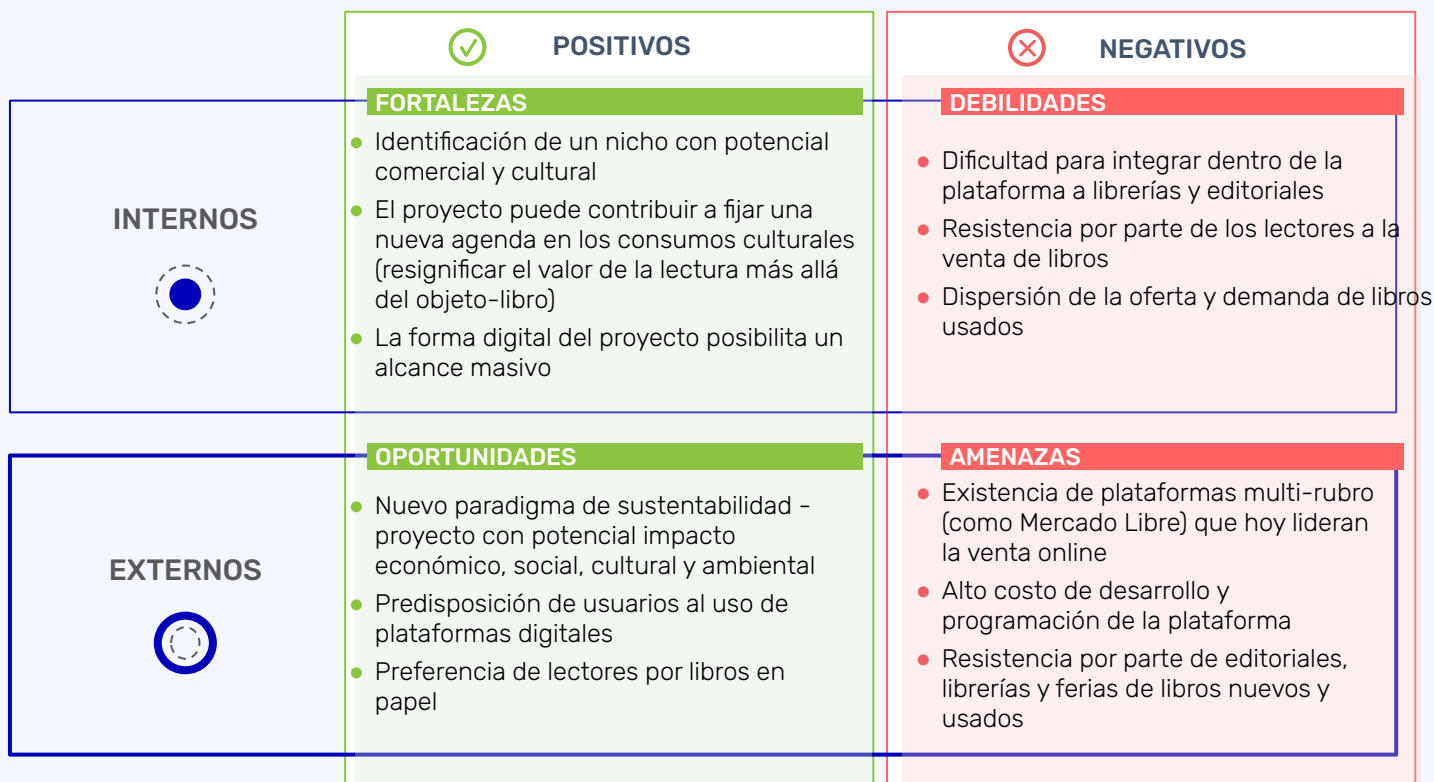 POSITIVOS
NEGATIVOS
INTERNOS
FORTALEZAS
Identificación de un nicho con potencial
comercial y cultural
El proyecto puede contribuir a fijar una
nueva agenda en los consumos culturales
(resignificar el valor de la lectura más allá
del objeto-libro)
La forma digital del proyecto posibilita un
alcance masivo
DEBILIDADES
Dificultad para integrar dentro de la
plataforma a librerías y editoriales
Resistencia por parte de los lectores a la
venta de libros
Dispersión de la oferta y demanda de libros
usados
EXTERNOS
OPORTUNIDADES
Nuevo paradigma de sustentabilidad -
proyecto con potencial impacto
económico, social, cultural y ambiental
Predisposición de usuarios al uso de
plataformas digitales
Preferencia de lectores por libros en
papel
AMENAZAS
Existencia de plataformas multi-rubro
(como Mercado Libre) que hoy lideran
la venta online
Alto costo de desarrollo y
programación de la plataforma
Resistencia por parte de editoriales,
librerías y ferias de libros nuevos y
usados